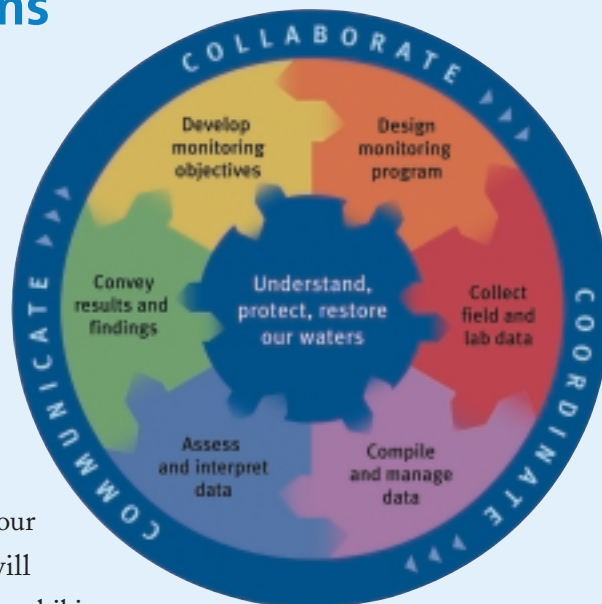 ns
COLLABORATE
Develop
monitoring
objectives
Design
monitoring
program
Convey
results and
findings
Understand,
protect, restore
our waters
Collect
field and
lab data
Assess
and interpret
data
Compile
and manage
data
COORDINATE
COMMUNICATE
our
will